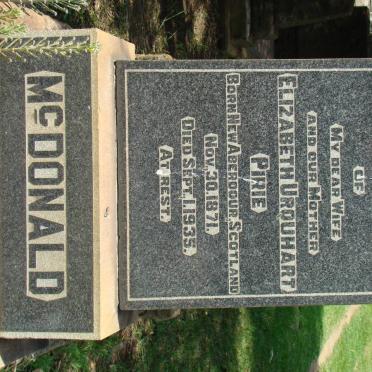 OF
MY DEAR WIFE
AND OUR MOTHER
ELIZABETH URQUHART
PIRIE
BORN NEW ABERDOUR, SCOTLAND
NOV. 30, 1871,
DIED SEPT. 1, 1935.
AT REST.
MCDONALD